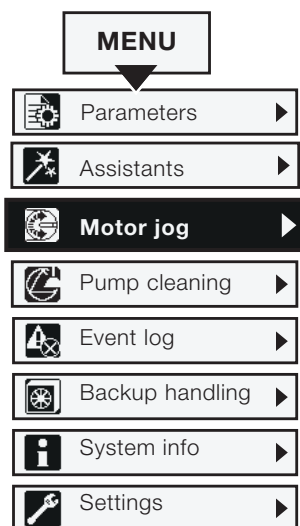 MENU
Parameters
Assistants
Motor jog
Pump cleaning
Event log
Backup handling
System info
Settings